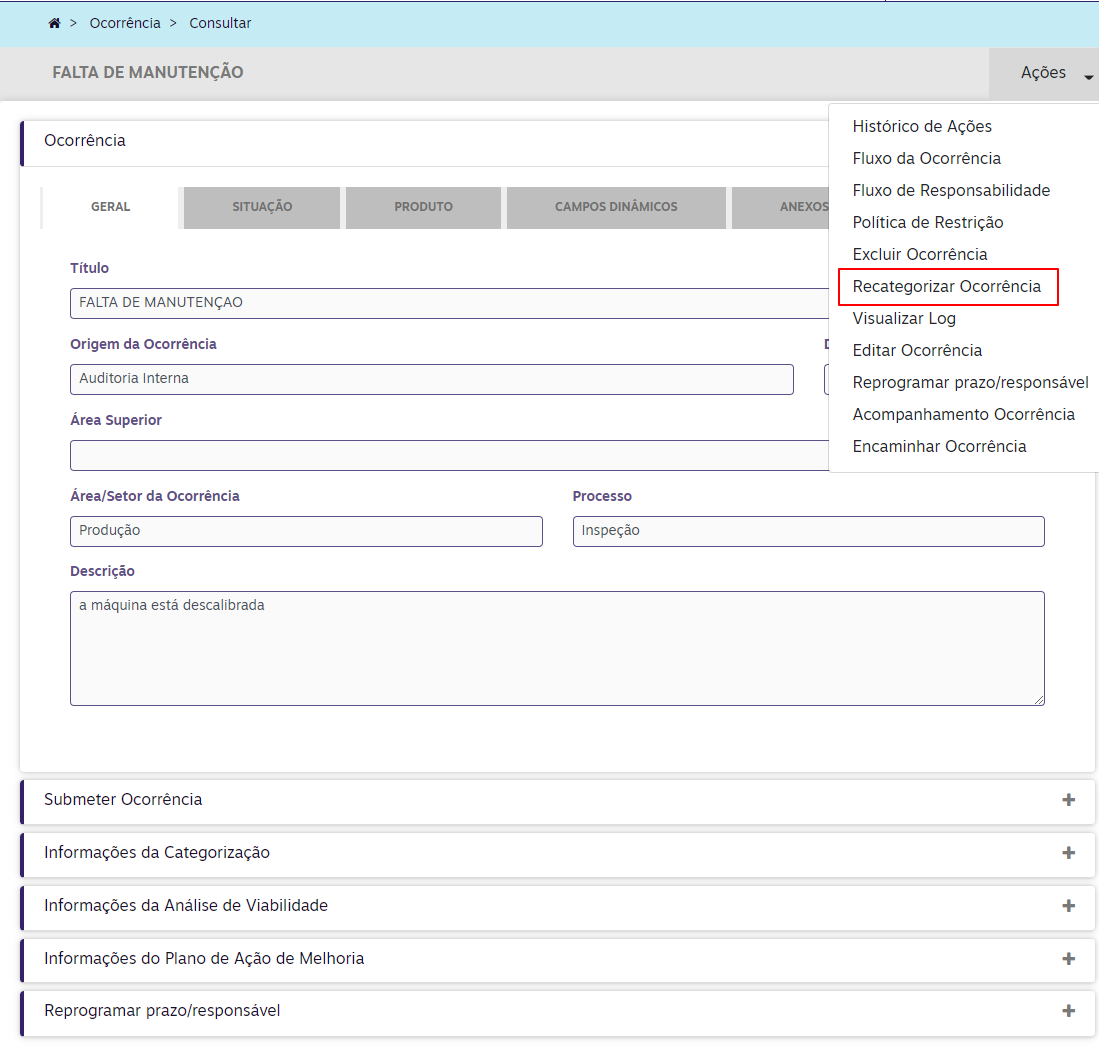 > Ocorrência > Consultar
FALTA DE MANUTENÇÃO
Ações
Ocorrência
Histórico de Ações
Fluxo da Ocorrência
Fluxo de Responsabilidade
Política de Restrição
Excluir Ocorrência
Recategorizar Ocorrência
Visualizar Log
Editar Ocorrência
Reprogramar prazo/responsável
Acompanhamento Ocorrência
Encaminhar Ocorrência
GERAL SITUAÇÃO PRODUTO CAMPOS DINÂMICOS ANEXOS
Título
FALTA DE MANUTENÇAO
Origem da Ocorrência
Auditoria Interna
Área Superior
Área/Setor da Ocorrência Processo
Produção Inspeção
Descrição
a máquina está descalibrada
Submeter Ocorrência
Informações da Categorização
Informações da Análise de Viabilidade
Informações do Plano de Ação de Melhoria
Reprogramar prazo/responsável